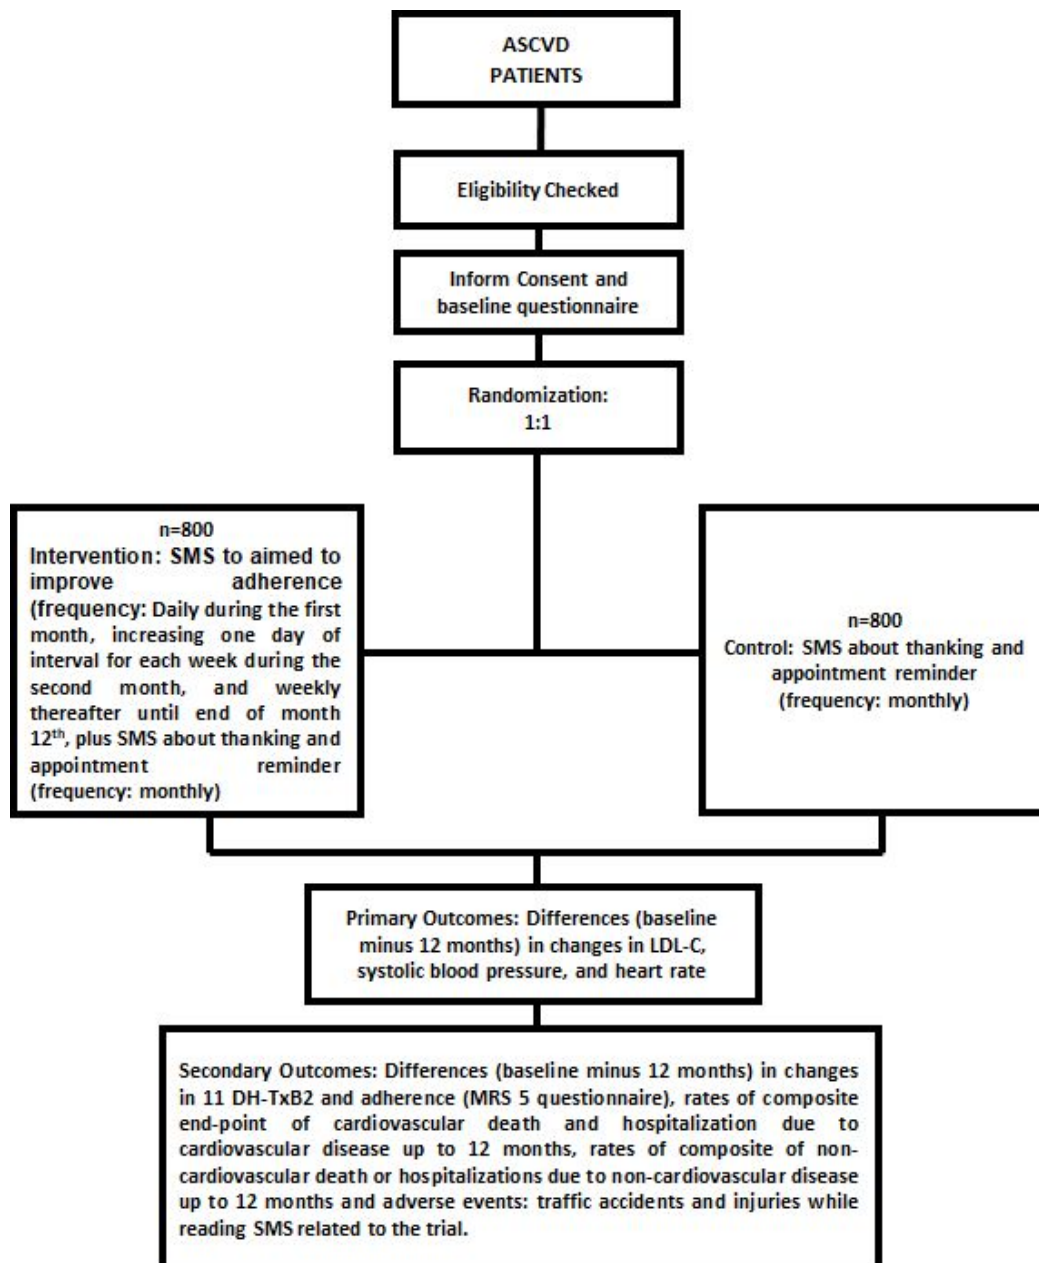 ASCVD
PATIENTS
Eligibility Checked
Inform Consent and
baseline questionnaire
Randomization:
1:1
n=800
Intervention: SMS to aimed to
improve adherence
(frequency: Daily during the first
month, increasing one day of
interval for each week during the
second month, and weekly
thereafter until end of month
12th, plus SMS about thanking and
appointment reminder
(frequency: monthly)
n=800
Control: SMS about thanking and
appointment reminder
(frequency: monthly)
Primary Outcomes: Differences (baseline
minus 12 months) in changes in LDL-C,
systolic blood pressure, and heart rate
Secondary Outcomes: Differences (baseline minus 12 months) in changes
in 11 DH-TxB2 and adherence (MRS 5 questionnaire), rates of composite
end-point of cardiovascular death and hospitalization due to
cardiovascular disease up to 12 months, rates of composite of non-
cardiovascular death or hospitalizations due to non-cardiovascular disease
up to 12 months and adverse events: traffic accidents and injuries while
reading SMS related to the trial.